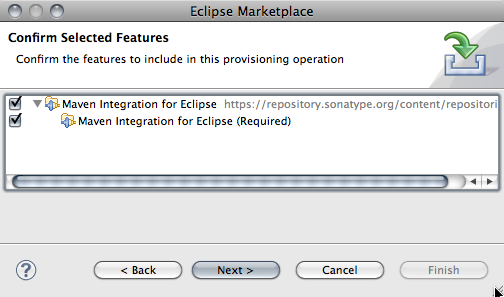 Eclipse Marketplace
Confirm Selected Features
Confirm the features to include in this provisioning operation
Maven Integration for Eclipse https://repository.sonatype.org/content/repositori
Maven Integration for Eclipse (Required)
?
< Back
Next >
Cancel
Finish